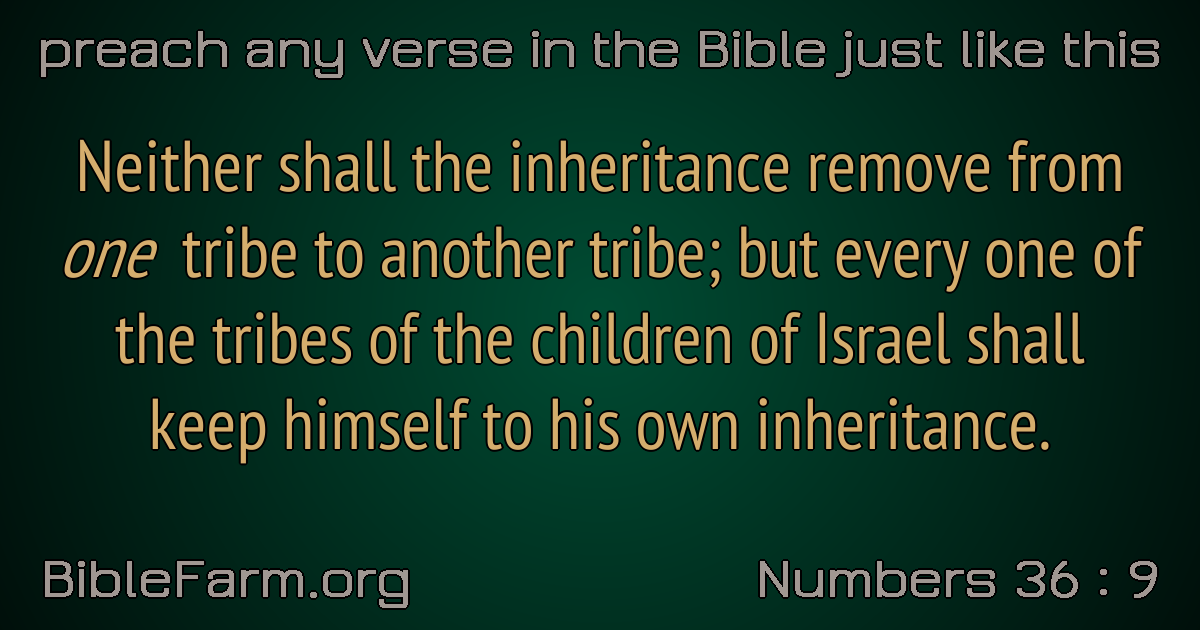 preach any verse in the Bible just like this
Neither shall the inheritance remove from
one tribe to another tribe; but every one of
the tribes of the children of Israel shall
keep himself to his own inheritance.
BibleFarm.org
Numbers 36 : 9